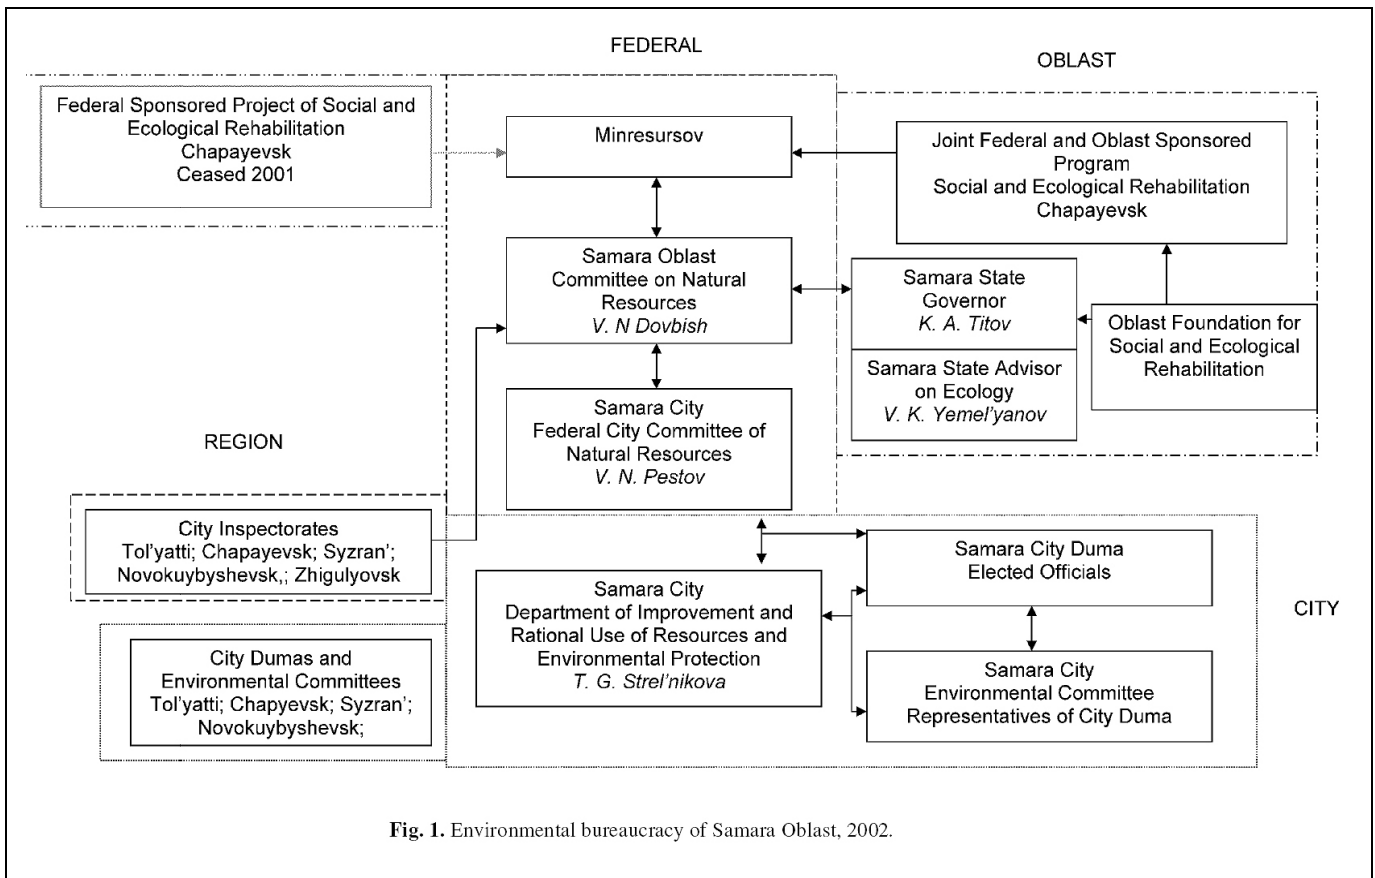 FEDERAL
OBLAST
Federal Sponsored Project of Social and
Ecological Rehabilitation
Chapayevsk
Ceased 2001
Minresursov
Joint Federal and Oblast Sponsored
Program
Social and Ecological Rehabilitation
Chapayevsk
Samara Oblast
Committee on Natural
Resources
V. N Dovbish
Samara State
Governor
K. A. Titov
Oblast Foundation for
Social and Ecological
Rehabilitation
Samara State Advisor
on Ecology
V. K. Yemel'yanov
Samara City
Federal City Committee of
Natural Resources
V. N. Pestov
REGION
City Inspectorates
Tol'yatti; Chapayevsk; Syzran';
Novokuybyshevsk,; Zhigulyovsk
Samara City Duma
Elected Officials
CITY
Samara City
Department of Improvement and
Rational Use of Resources and
Environmental Protection
T. G. Strel'nikova
City Dumas and
Environmental Committees
Tol'yatti; Chapyevsk; Syzran';
Novokuybyshevsk;
Samara City
Environmental Committee
Representatives of City Duma
Fig. 1. Environmental bureaucracy of Samara Oblast, 2002.